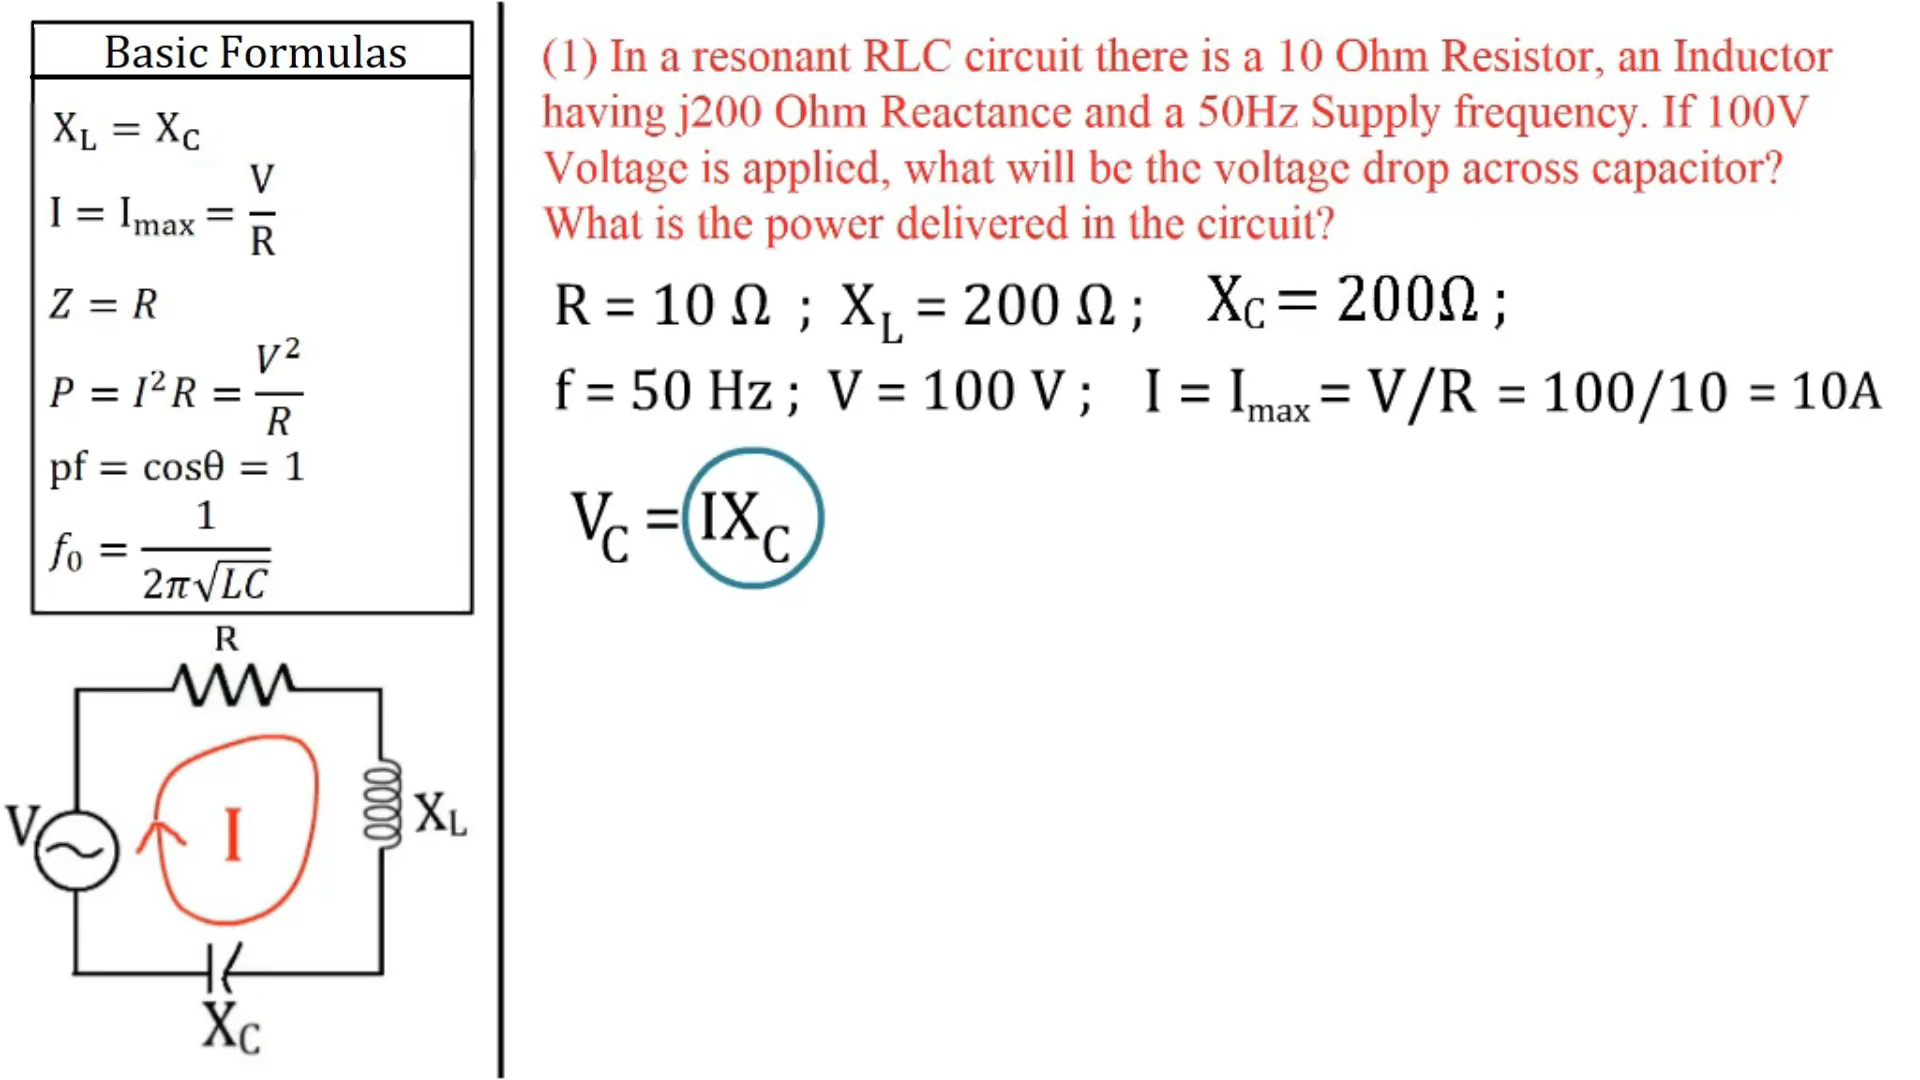 Basic Formulas
X_L = X_C
I = I_max = V/R
Z = R
P = I²R = V²/R
pf = cosθ = 1
f₀ = 1/(2π√LC)
R
V
I
X_L
X_C
(1) In a resonant RLC circuit there is a 10 Ohm Resistor, an Inductor
having j200 Ohm Reactance and a 50Hz Supply frequency. If 100V
Voltage is applied, what will be the voltage drop across capacitor?
What is the power delivered in the circuit?
R = 10 Ω ; X_L = 200 Ω ; X_C = 200Ω ;
f = 50 Hz ; V = 100 V ; I = I_max = V/R = 100/10 = 10A
V_C = IX_C